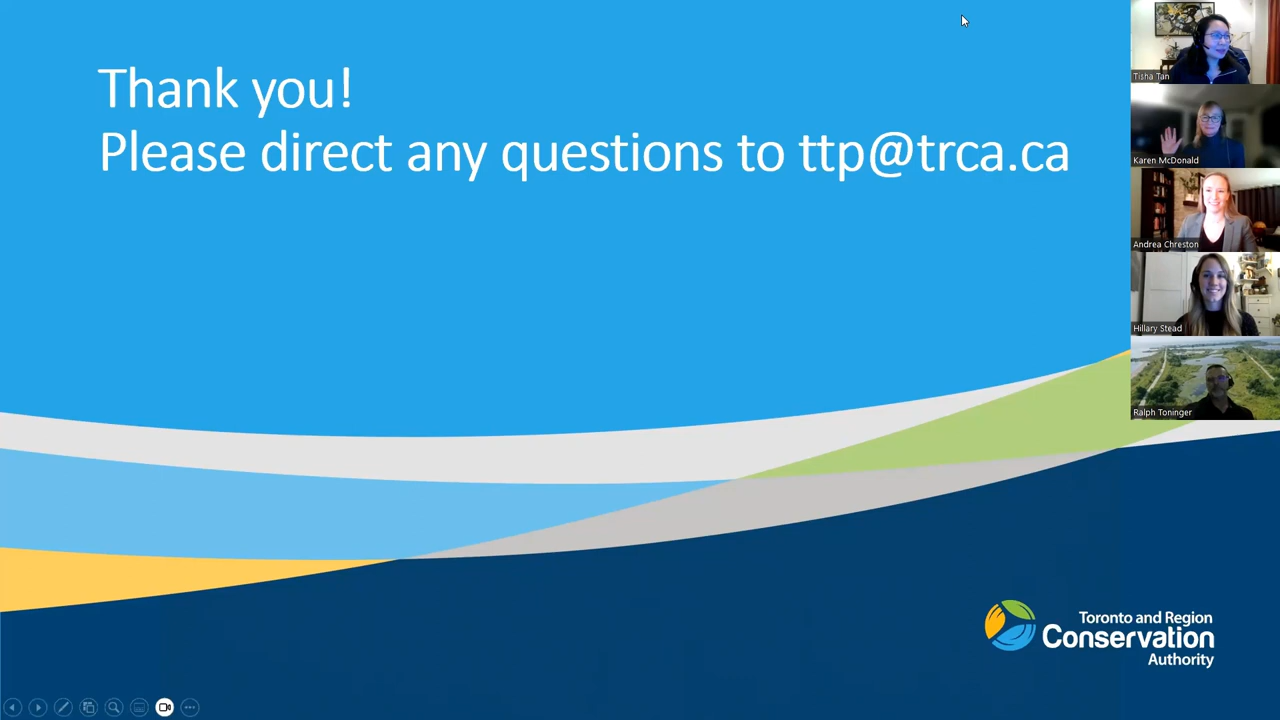 Thank you!
Please direct any questions to ttp@trca.ca
Tisha Tan
Karen McDonald
Andrea Chreston
Hillary Stead
Ralph Toninger
Toronto and Region
Conservation
Authority